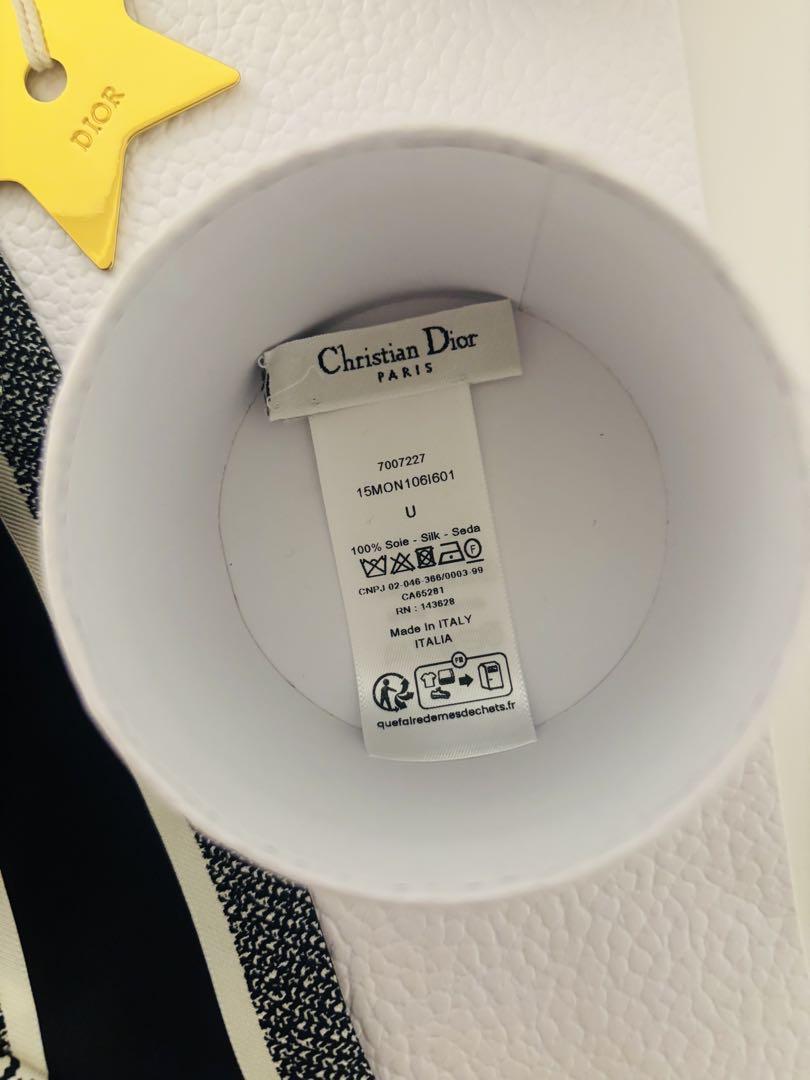 DIOR
Christian Dior
PARIS
7007227
15MON106I601
U
100% Soie - Silk - Seda
F
CNPJ 02-046-366/0003-99
CA65281
RN : 143628
Made in ITALY
ITALIA
FR
quefairedemesdechets.fr